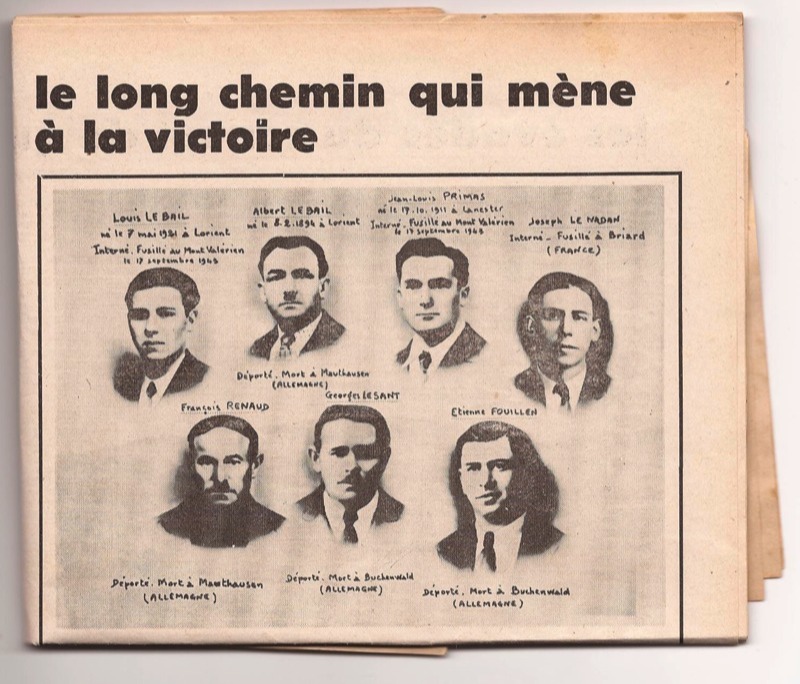 le long chemin qui mène
à la victoire
Louis LE BAIL
né le 7 mai 1921 à Lorient
Interné, Fusillé au Mont Valérien
le 17 septembre 1943
Albert LE BAIL
né le 8.2.1894 à Lorient
Déporté. Mort à Mauthausen
(ALLEMAGNE)
Jean-Louis PRIMAS
né le 17.10.1911 à Lanester
Interné, Fusillé au Mont Valérien
le 17 septembre 1943
Joseph LE NADAN
Interné - Fusillé à Briard
(FRANCE)
François RENAUD
Déporté. Mort à Mauthausen
(ALLEMAGNE)
Georges LESANT
Déporté. Mort à Buchenwald
(ALLEMAGNE)
Etienne FOUILLEN
Déporté. Mort à Buchenwald
(ALLEMAGNE)